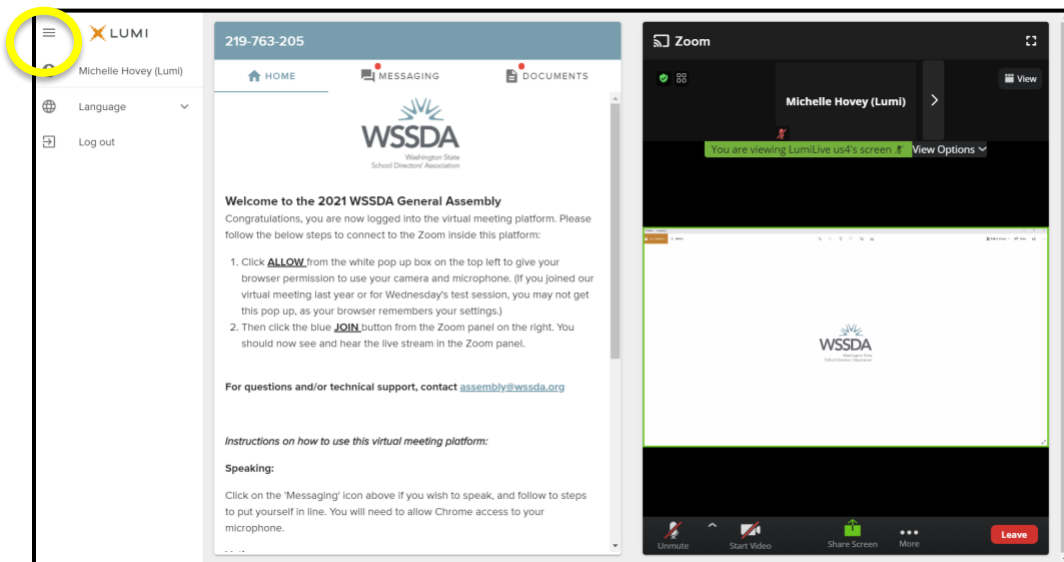 LUMI
Michelle Hovey (Lumi)
Language
Log out
219-763-205
HOME
MESSAGING
DOCUMENTS
WSSDA
Washington State
School Directors' Association
Welcome to the 2021 WSSDA General Assembly
Congratulations, you are now logged into the virtual meeting platform. Please
follow the below steps to connect to the Zoom inside this platform:
1. Click ALLOW from the white pop up box on the top left to give your
browser permission to use your camera and microphone. (If you joined our
virtual meeting last year or for Wednesday's test session, you may not get
this pop up, as your browser remembers your settings.)
2. Then click the blue JOIN button from the Zoom panel on the right. You
should now see and hear the live stream in the Zoom panel.
For questions and/or technical support, contact assembly@wssda.org
Instructions on how to use this virtual meeting platform:
Speaking:
Click on the 'Messaging' icon above if you wish to speak, and follow to steps
to put yourself in line. You will need to allow Chrome access to your
microphone.
Zoom
View
Michelle Hovey (Lumi)
You are viewing LumiLive us4's screen
View Options
WSSDA
Washington State
School Directors' Association
Unmute
Start Video
Share Screen
More
Leave